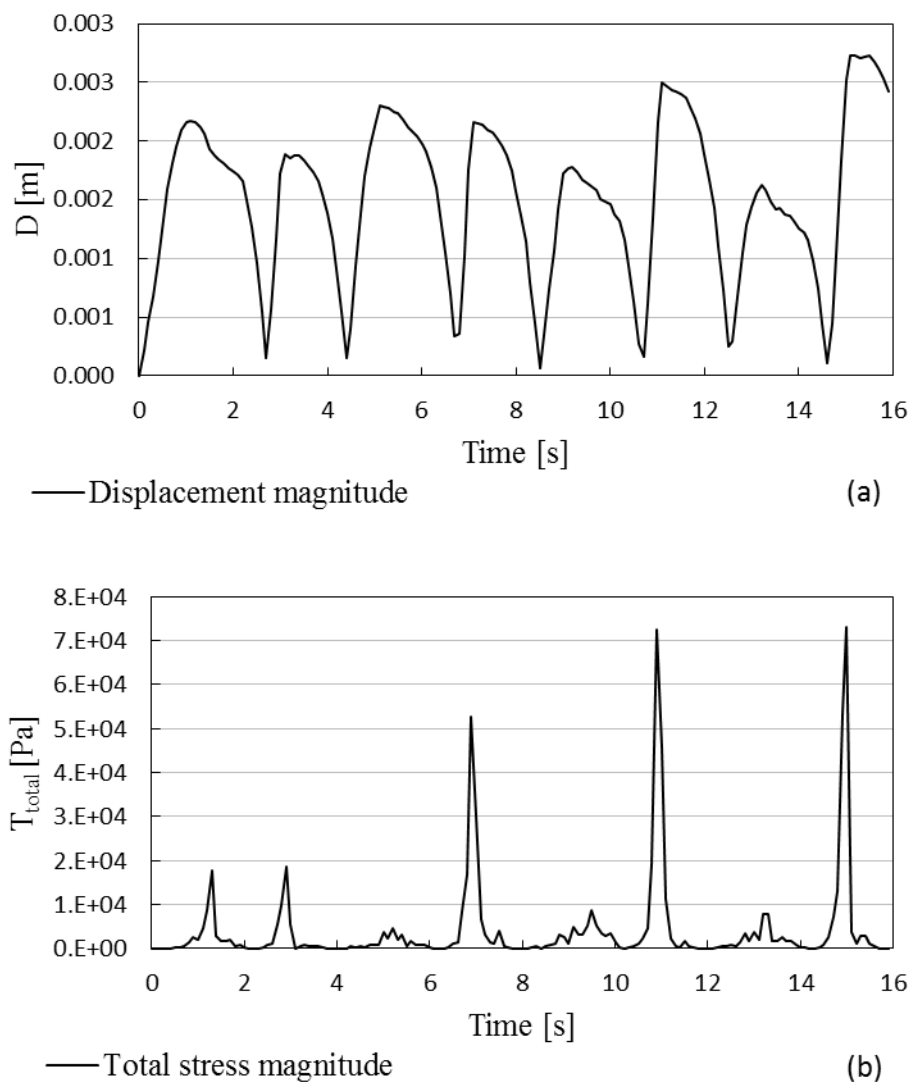 0.003
0.003
0.002
0.002
0.001
0.001
0.000
D [m]
0 2 4 6 8 10 12 14 16
Time [s]
Displacement magnitude
(a)
8.E+04
7.E+04
6.E+04
5.E+04
4.E+04
3.E+04
2.E+04
1.E+04
0.E+00
Ttotal [Pa]
0 2 4 6 8 10 12 14 16
Time [s]
Total stress magnitude
(b)